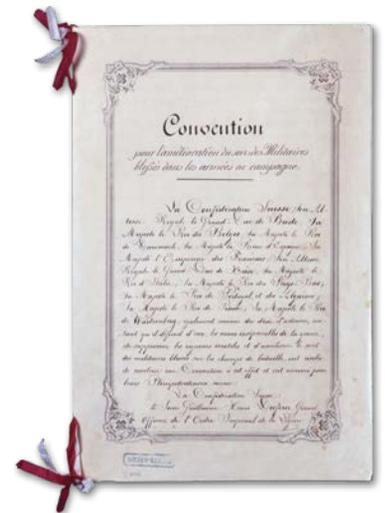 Convention
pour l'amélioration du sort des Militaires
blessés dans les armées en campagne.
La Confédération Suisse, Son Al-
tesse Royale le Grand Duc de Bade, Sa
Majesté le Roi des Belges, Sa Majesté le Roi
de Danemark, Sa Majesté la Reine d'Espagne, Sa
Majesté l'Empereur des Français, Son Altesse
Royale le Grand Duc de Hesse, Sa Majesté le
Roi d'Italie, Sa Majesté le Roi des Pays-Bas,
Sa Majesté le Roi de Portugal et des Algarves,
Sa Majesté le Roi de Prusse, Sa Majesté le Roi
de Wurtemberg, également animés du désir d'adoucir, au-
tant qu'il dépend d'eux, les maux inséparables de la guerre,
de supprimer les rigueurs inutiles et d'améliorer le sort
des militaires blessés sur les champs de bataille, ont résolu
de conclure une Convention à cet effet et ont nommé pour
leurs Plénipotentiaires, savoir:
La Confédération Suisse
le Sieur Guillaume Henri Dufour, Grand
Officier de l'Ordre Impérial de la Légion